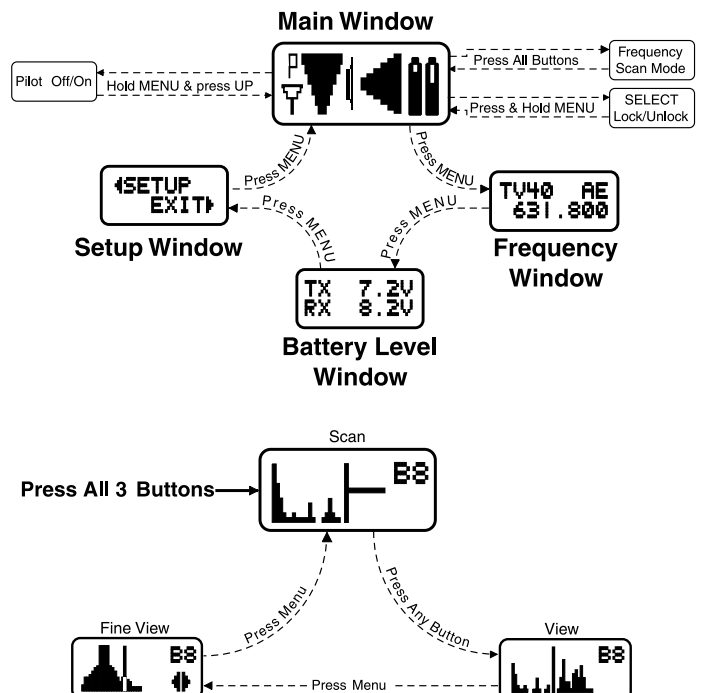 Main Window
Pilot Off/On
Hold MENU & press UP
Press All Buttons
Frequency
Scan Mode
Press & Hold MENU
SELECT
Lock/Unlock
Press MENU
Press MENU
SETUP
EXIT
Setup Window
Press MENU
Press MENU
TV40 AE
631.800
Frequency
Window
TX 7.2V
RX 8.2V
Battery Level
Window
Scan
Press All 3 Buttons
B8
Press Menu
Press Any Button
Fine View
B8
Press Menu
View
B8